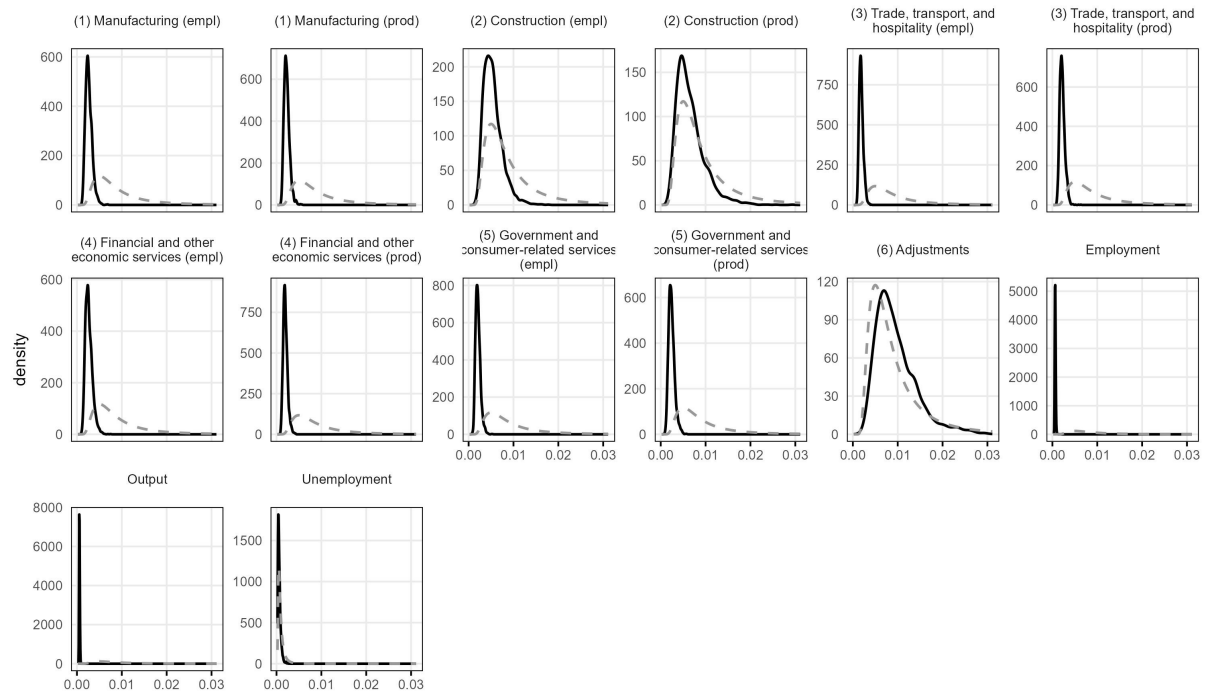 (1) Manufacturing (empl)
(1) Manufacturing (prod)
(2) Construction (empl)
(2) Construction (prod)
(3) Trade, transport, and
hospitality (empl)
(3) Trade, transport, and
hospitality (prod)
600
400
200
0
600
400
200
0
200
150
100
50
0
150
100
50
0
750
500
250
0
600
400
200
0
(4) Financial and other
economic services (empl)
(4) Financial and other
economic services (prod)
(5) Government and
consumer-related services
(empl)
(5) Government and
consumer-related services
(prod)
(6) Adjustments
Employment
density
600
400
200
0
750
500
250
0
800
600
400
200
0
0.00 0.01 0.02 0.03
600
400
200
0
0.00 0.01 0.02 0.03
120
90
60
30
0
0.00 0.01 0.02 0.03
5000
4000
3000
2000
1000
0
0.00 0.01 0.02 0.03
Output
Unemployment
8000
6000
4000
2000
0
0.00 0.01 0.02 0.03
1500
1000
500
0
0.00 0.01 0.02 0.03